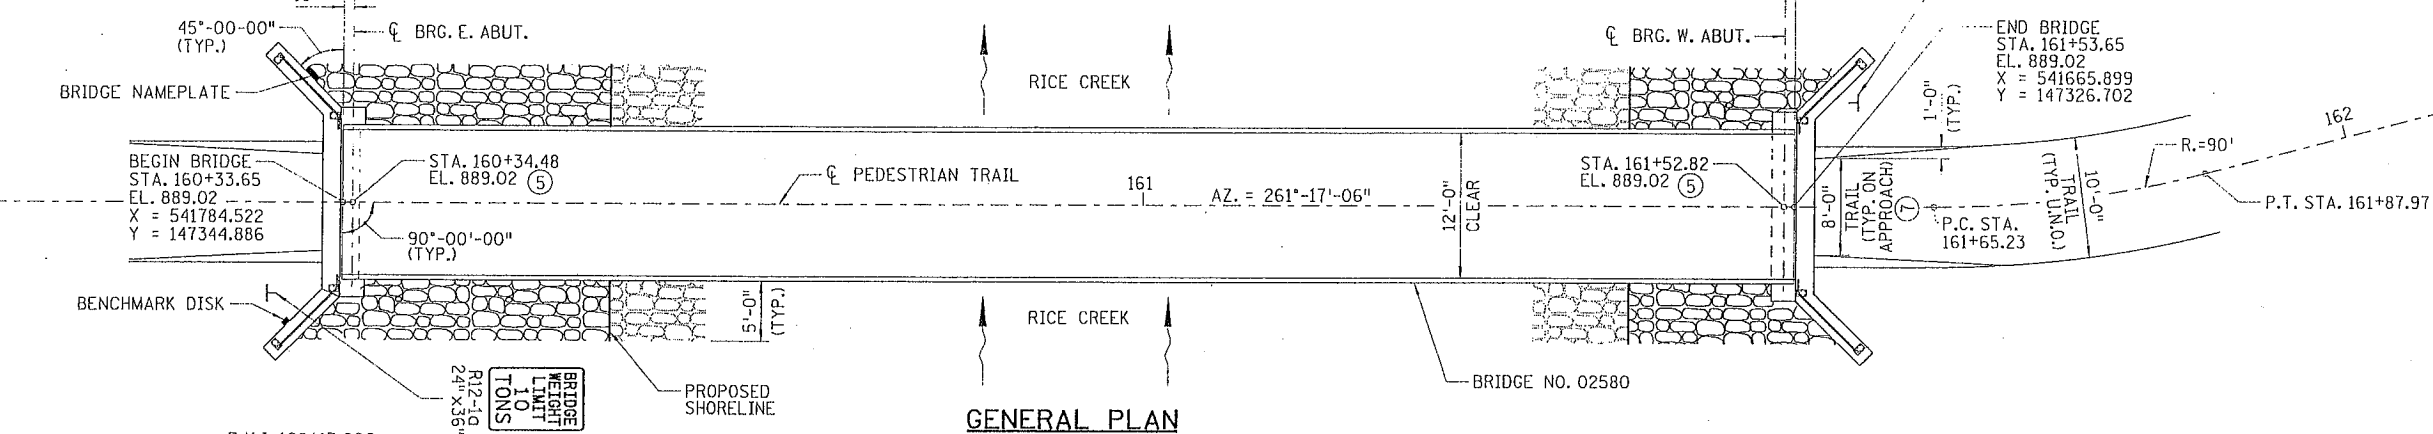 45°-00-00"
(TYP.)
℄ BRG. E. ABUT.
BRIDGE NAMEPLATE
RICE CREEK
℄ BRG. W. ABUT.
END BRIDGE
STA. 161+53.65
EL. 889.02
X = 541665.899
Y = 147326.702
1'-0"
(TYP.)
162
R.=90'
BEGIN BRIDGE
STA. 160+33.65
EL. 889.02
X = 541784.522
Y = 147344.886
STA. 160+34.48
EL. 889.02 5
℄ PEDESTRIAN TRAIL
161
AZ. = 261°-17'-06"
12'-0"
CLEAR
STA. 161+52.82
EL. 889.02 5
8'-0"
TRAIL
(TYP. ON
APPROACH)
7
P.C. STA.
161+65.23
10'-0"
TRAIL
(TYP. U.N.O.)
P.T. STA. 161+87.97
90°-00'-00"
(TYP.)
BENCHMARK DISK
5'-0"
(TYP.)
RICE CREEK
BRIDGE
WEIGHT
LIMIT
10
TONS
R12-1a
24"x36"
PROPOSED
SHORELINE
BRIDGE NO. 02580
GENERAL PLAN